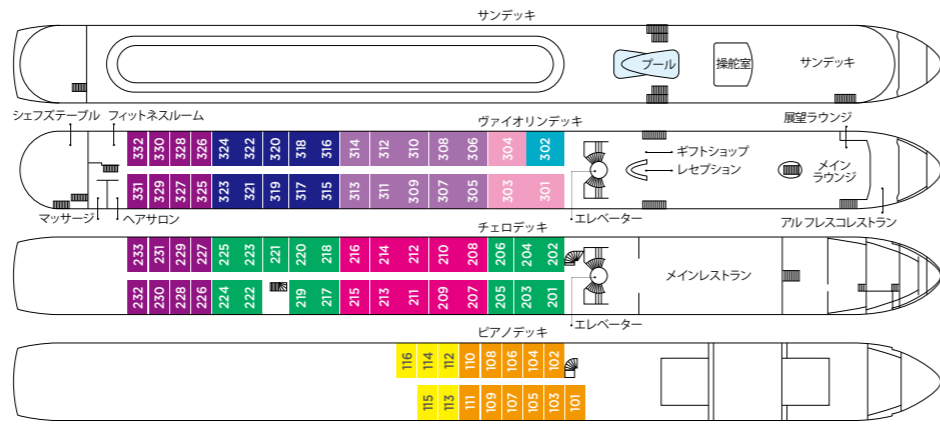 サンデッキ
プール
操舵室
サンデッキ
シェフズテーブル
フィットネスルーム
ヴァイオリンデッキ
展望ラウンジ
332 330 328 326 324 322 320 318 316 314 312 310 308 306 304 302
ギフトショップ
レセプション
メイン
ラウンジ
331 329 327 325 323 321 319 317 315 313 311 309 307 305 303 301
マッサージ
ヘアサロン
エレベーター
アルフレスコレストラン
チェロデッキ
233 231 229 227 225 223 221 220 218 216 214 212 210 208 206 204 202
メインレストラン
232 230 228 226 224 222 219 217 215 213 211 209 207 205 203 201
エレベーター
ピアノデッキ
116 114 112 110 108 106 104 102
115 113 111 109 107 105 103 101